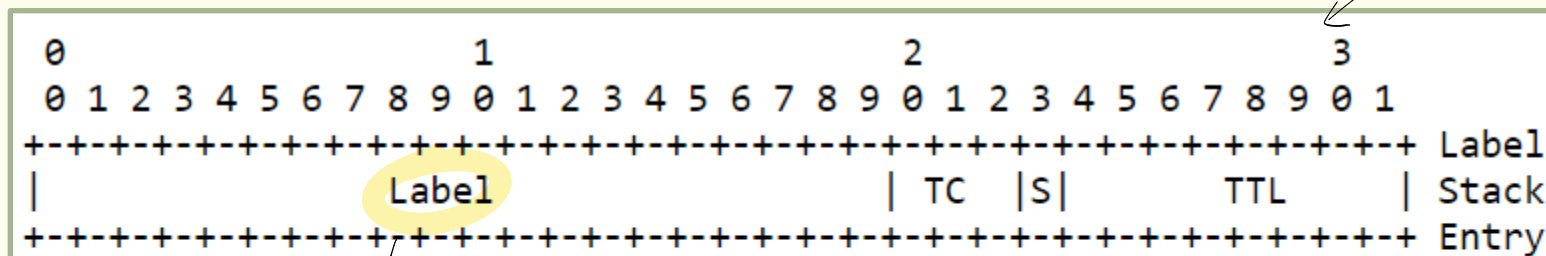 0                   1                   2                   3
 0 1 2 3 4 5 6 7 8 9 0 1 2 3 4 5 6 7 8 9 0 1 2 3 4 5 6 7 8 9 0 1
+-+-+-+-+-+-+-+-+-+-+-+-+-+-+-+-+-+-+-+-+-+-+-+-+-+-+-+-+-+-+-+-+ Label
|                Label                  | TC  |S|       TTL     | Stack
+-+-+-+-+-+-+-+-+-+-+-+-+-+-+-+-+-+-+-+-+-+-+-+-+-+-+-+-+-+-+-+-+ Entry